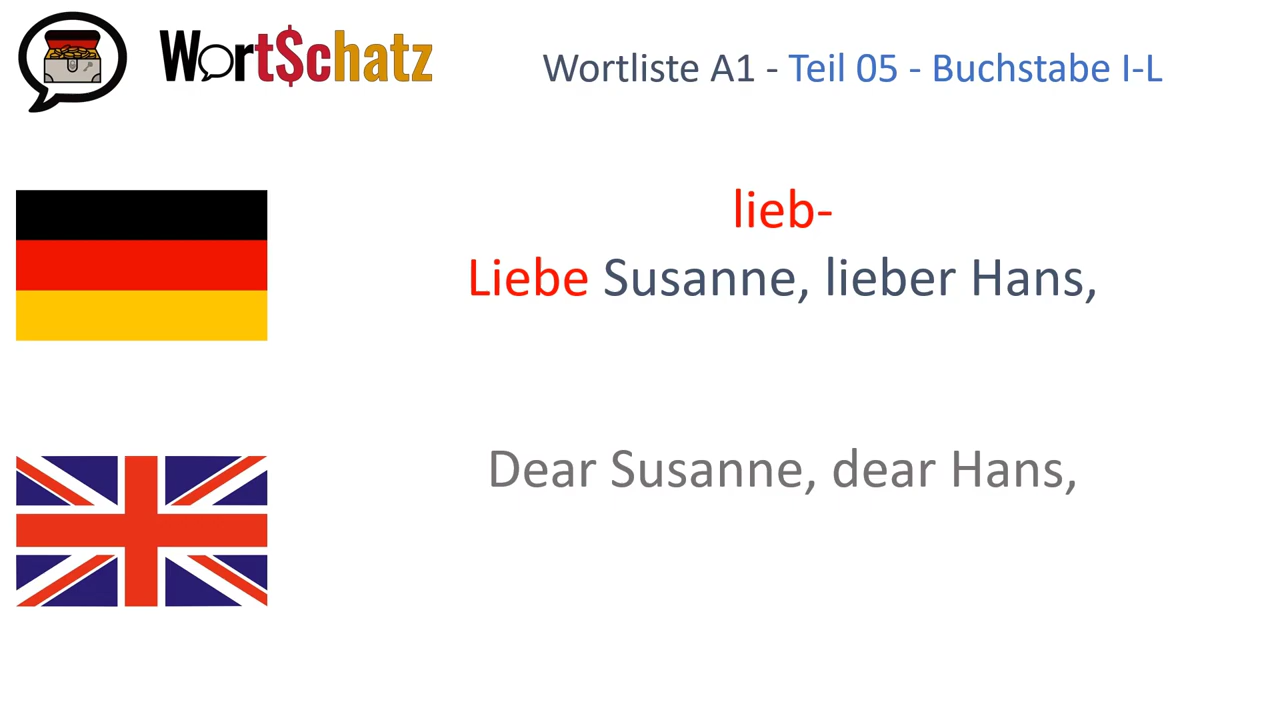 Wort$chatz
Wortliste A1 - Teil 05 - Buchstabe I-L
lieb-
Liebe Susanne, lieber Hans,
Dear Susanne, dear Hans,